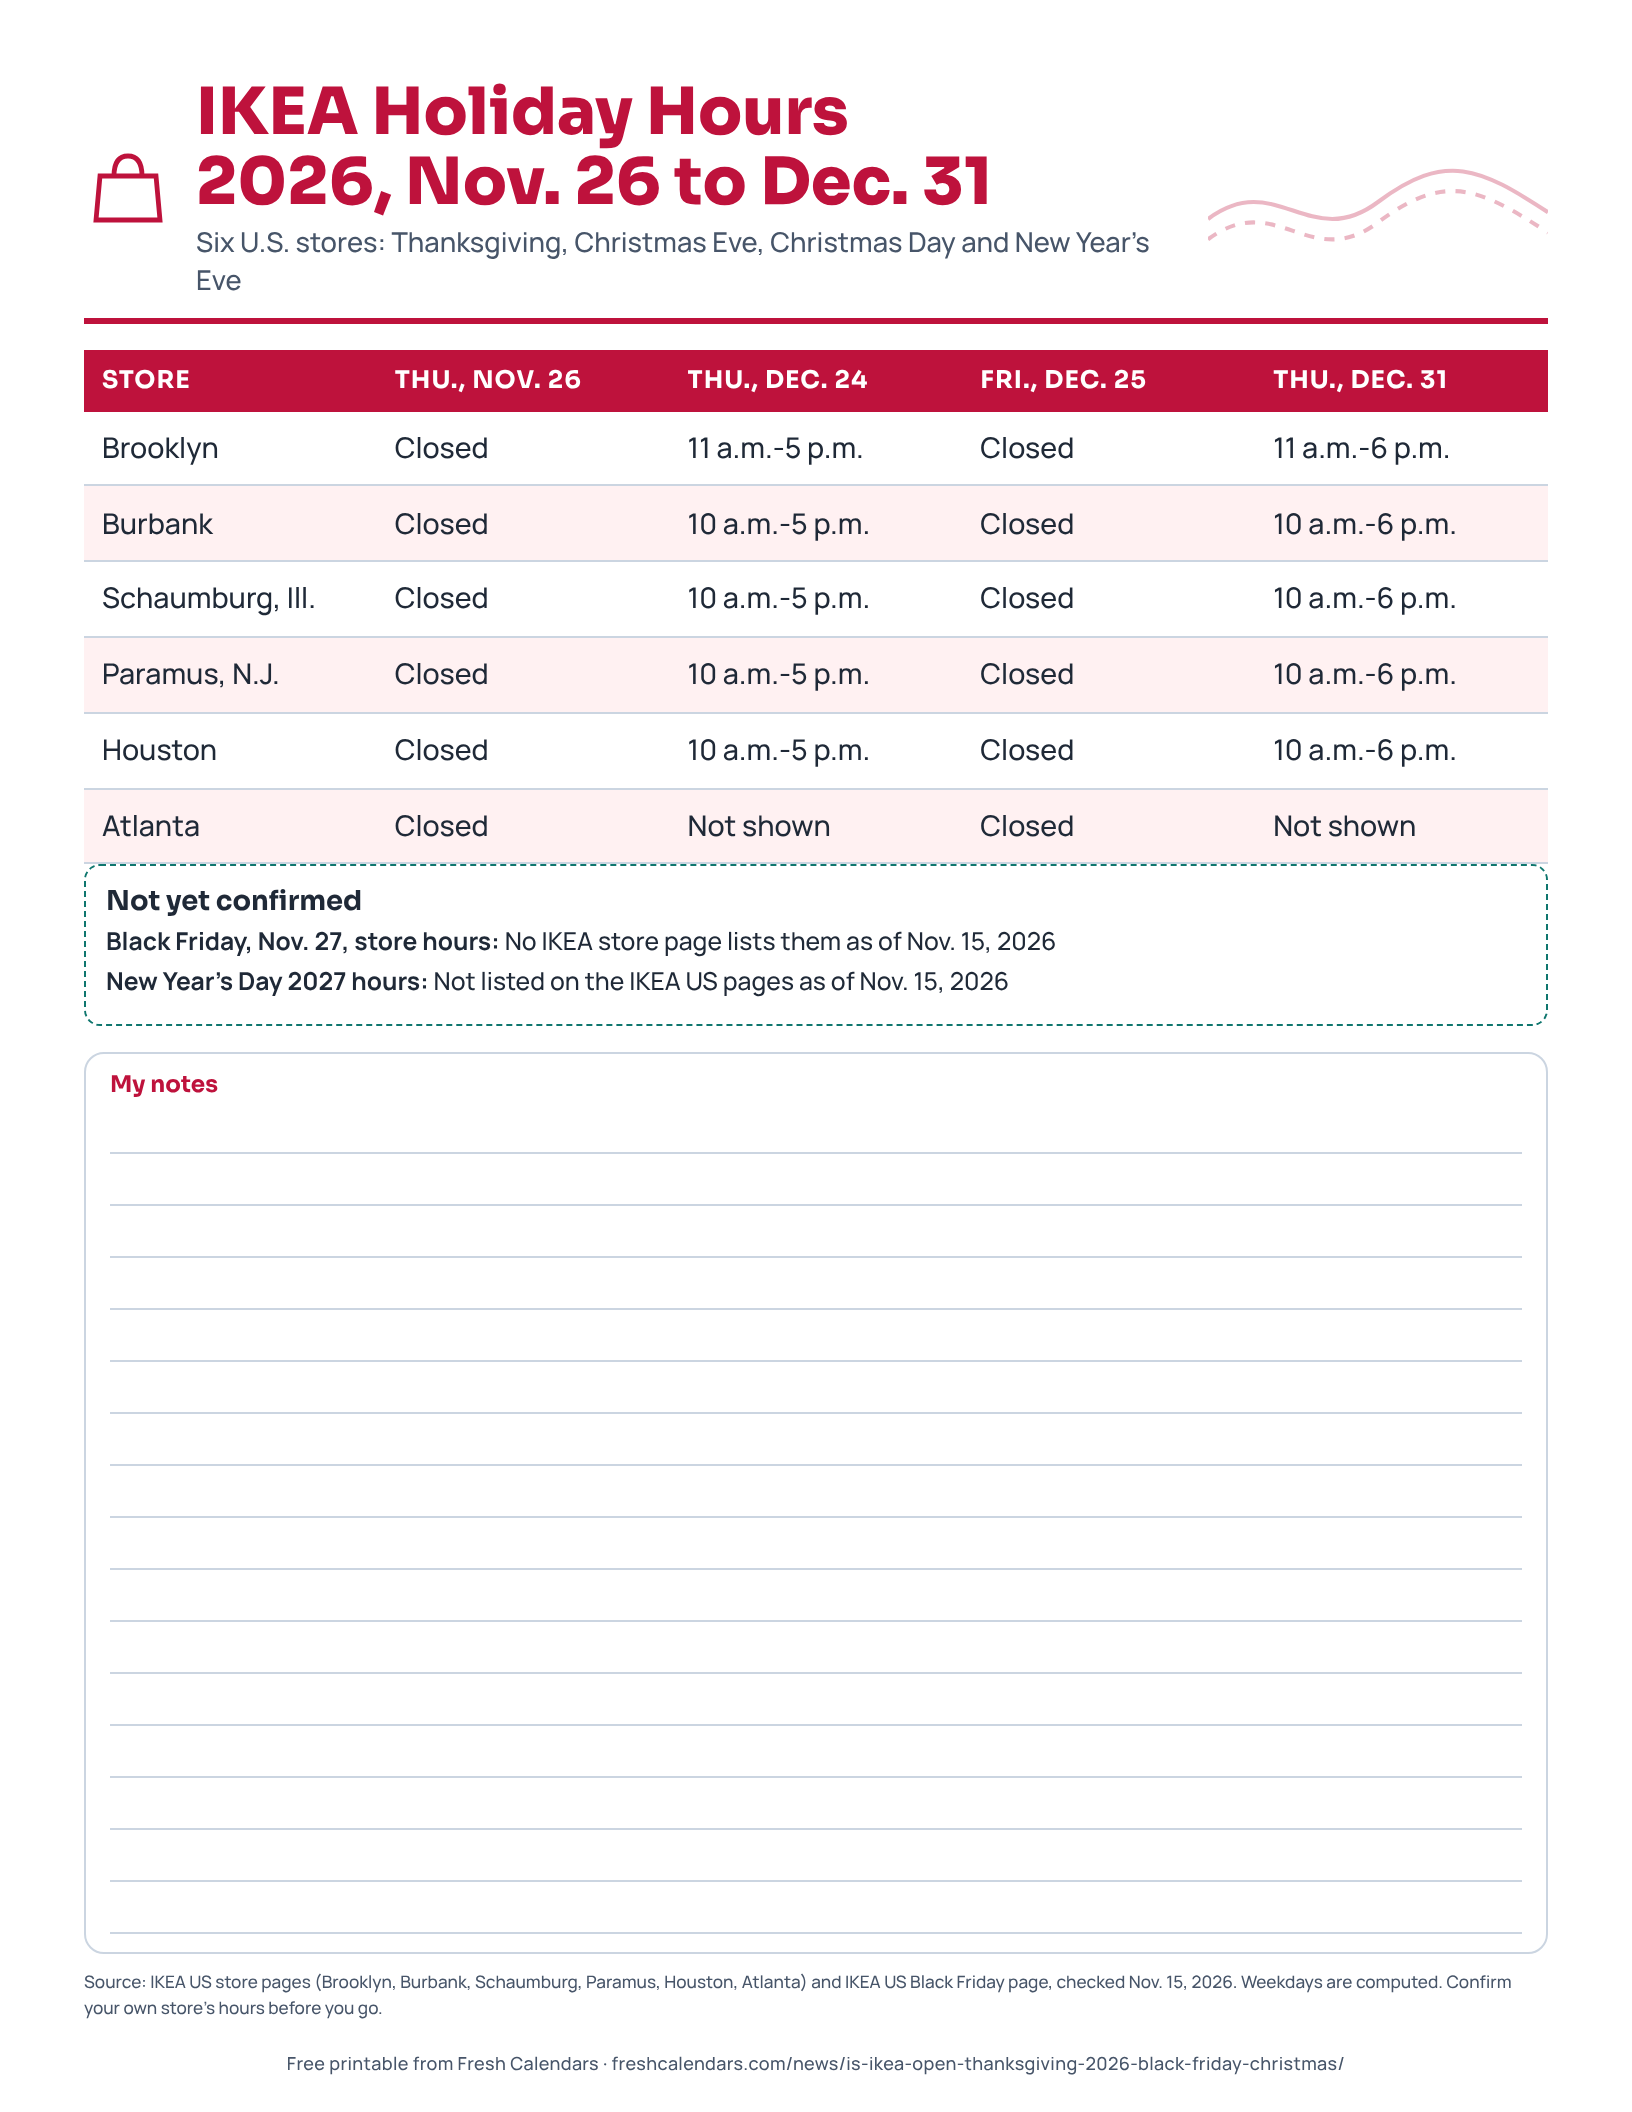 IKEA Holiday Hours
2026, Nov. 26 to Dec. 31
Six U.S. stores: Thanksgiving, Christmas Eve, Christmas Day and New Year’s
Eve
STORE THU., NOV. 26 THU., DEC. 24 FRI., DEC. 25 THU., DEC. 31
Brooklyn Closed 11 a.m.-5 p.m. Closed 11 a.m.-6 p.m.
Burbank Closed 10 a.m.-5 p.m. Closed 10 a.m.-6 p.m.
Schaumburg, Ill. Closed 10 a.m.-5 p.m. Closed 10 a.m.-6 p.m.
Paramus, N.J. Closed 10 a.m.-5 p.m. Closed 10 a.m.-6 p.m.
Houston Closed 10 a.m.-5 p.m. Closed 10 a.m.-6 p.m.
Atlanta Closed Not shown Closed Not shown
Not yet confirmed
Black Friday, Nov. 27, store hours: No IKEA store page lists them as of Nov. 15, 2026
New Year’s Day 2027 hours: Not listed on the IKEA US pages as of Nov. 15, 2026
My notes
Source: IKEA US store pages (Brooklyn, Burbank, Schaumburg, Paramus, Houston, Atlanta) and IKEA US Black Friday page, checked Nov. 15, 2026. Weekdays are computed. Confirm
your own store’s hours before you go.
Free printable from Fresh Calendars · freshcalendars.com/news/is-ikea-open-thanksgiving-2026-black-friday-christmas/